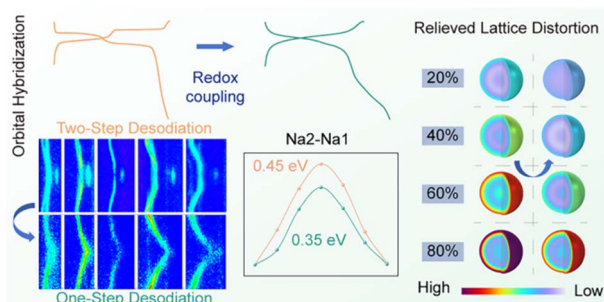 Orbital Hybridization
Redox
coupling
Two-Step Desodiation
One-Step Desodiation
Na2-Na1
0.45 eV
0.35 eV
Relieved Lattice Distortion
20%
40%
60%
80%
High
Low